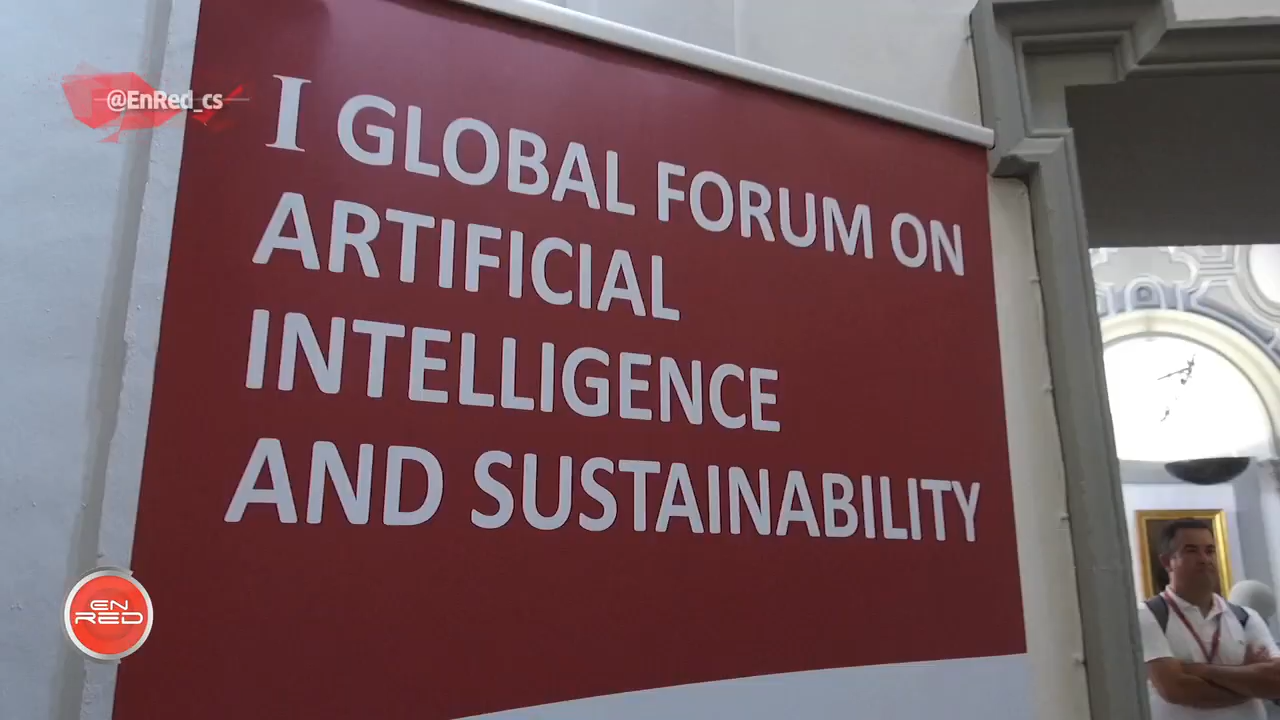 @EnRed_cs
I GLOBAL FORUM ON
ARTIFICIAL
INTELLIGENCE
AND SUSTAINABILITY
EN
RED